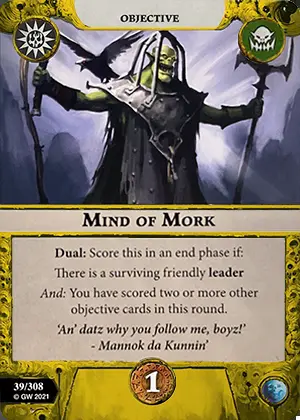 OBJECTIVE
MIND OF MORK
Dual: Score this in an end phase if:
There is a surviving friendly leader
And: You have scored two or more other
objective cards in this round.
'An' datz why you follow me, boyz!'
- Mannok da Kunnin'
39/308
© GW 2021
1